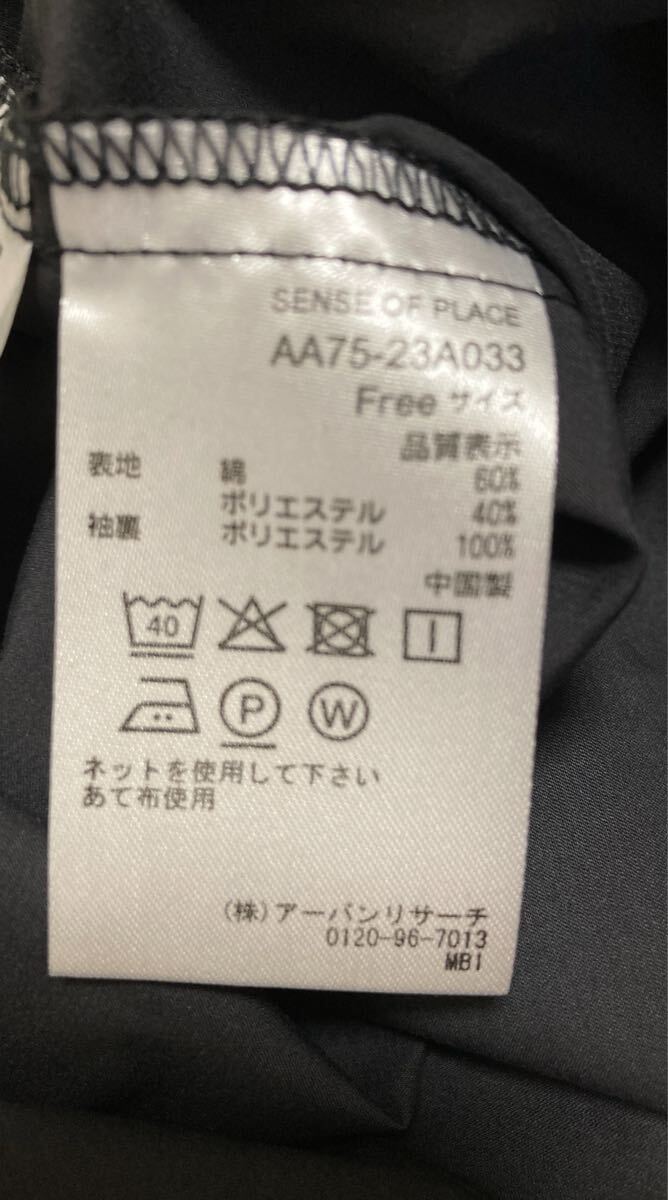 SENSE OF PLACE
AA75-23A033
Free サイズ
品質表示
表地 綿 60%
ポリエステル 40%
袖裏 ポリエステル 100%
中国製
40
P W
ネットを使用して下さい
あて布使用
(株)アーバンリサーチ
0120-96-7013
MB1